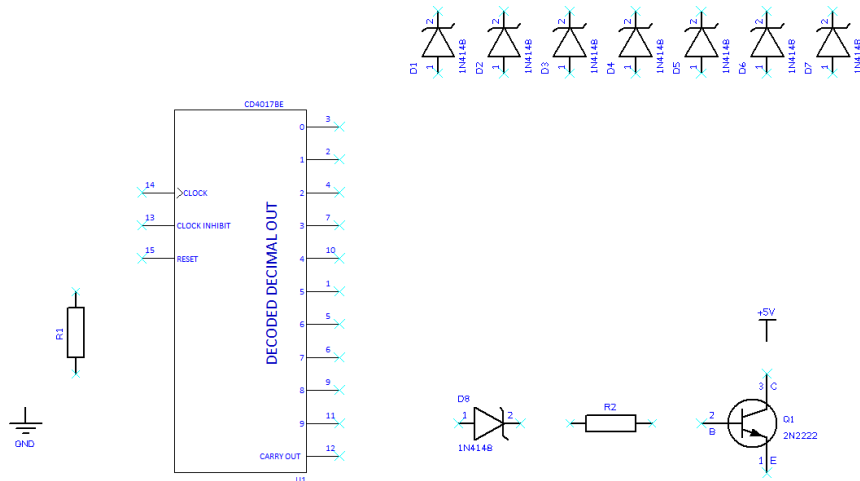 2 2 2 2 2 2 2
1N4148 1N4148 1N4148 1N4148 1N4148 1N4148 1N4148
D1 D2 D3 D4 D5 D6 D7
1 1 1 1 1 1 1
CD4017BE
0 3
1 2
14 CLOCK 2 4
13 CLOCK INHIBIT 3 7
15 RESET 4 10
5 1
6 5
7 6
8 9
9 11
CARRY OUT 12
DECODED DECIMAL OUT
U1
R1
GND
D8
1 2
1N4148
R2
+5V
3 C
2
B
Q1
2N2222
1 E